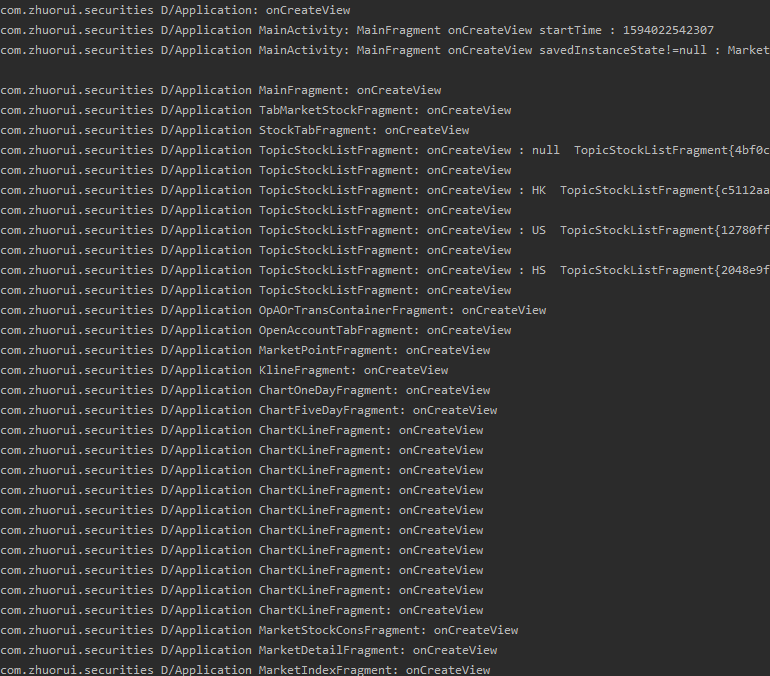 com.zhuorui.securities D/Application: onCreateView
com.zhuorui.securities D/Application MainActivity: MainFragment onCreateView startTime : 1594022542307
com.zhuorui.securities D/Application MainActivity: MainFragment onCreateView savedInstanceState!=null : Market
com.zhuorui.securities D/Application MainFragment: onCreateView
com.zhuorui.securities D/Application TabMarketStockFragment: onCreateView
com.zhuorui.securities D/Application StockTabFragment: onCreateView
com.zhuorui.securities D/Application TopicStockListFragment: onCreateView : null  TopicStockListFragment{4bf0c
com.zhuorui.securities D/Application TopicStockListFragment: onCreateView
com.zhuorui.securities D/Application TopicStockListFragment: onCreateView : HK  TopicStockListFragment{c5112aa
com.zhuorui.securities D/Application TopicStockListFragment: onCreateView
com.zhuorui.securities D/Application TopicStockListFragment: onCreateView : US  TopicStockListFragment{12780ff
com.zhuorui.securities D/Application TopicStockListFragment: onCreateView
com.zhuorui.securities D/Application TopicStockListFragment: onCreateView : HS  TopicStockListFragment{2048e9f
com.zhuorui.securities D/Application TopicStockListFragment: onCreateView
com.zhuorui.securities D/Application OpAOrTransContainerFragment: onCreateView
com.zhuorui.securities D/Application OpenAccountTabFragment: onCreateView
com.zhuorui.securities D/Application MarketPointFragment: onCreateView
com.zhuorui.securities D/Application KlineFragment: onCreateView
com.zhuorui.securities D/Application ChartOneDayFragment: onCreateView
com.zhuorui.securities D/Application ChartFiveDayFragment: onCreateView
com.zhuorui.securities D/Application ChartKLineFragment: onCreateView
com.zhuorui.securities D/Application ChartKLineFragment: onCreateView
com.zhuorui.securities D/Application ChartKLineFragment: onCreateView
com.zhuorui.securities D/Application ChartKLineFragment: onCreateView
com.zhuorui.securities D/Application ChartKLineFragment: onCreateView
com.zhuorui.securities D/Application ChartKLineFragment: onCreateView
com.zhuorui.securities D/Application ChartKLineFragment: onCreateView
com.zhuorui.securities D/Application ChartKLineFragment: onCreateView
com.zhuorui.securities D/Application ChartKLineFragment: onCreateView
com.zhuorui.securities D/Application ChartKLineFragment: onCreateView
com.zhuorui.securities D/Application MarketStockConsFragment: onCreateView
com.zhuorui.securities D/Application MarketDetailFragment: onCreateView
com.zhuorui.securities D/Application MarketIndexFragment: onCreateView